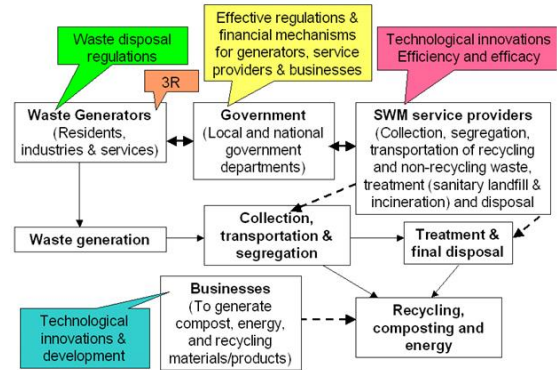 Waste disposal
regulations
3R
Effective regulations &
financial mechanisms
for generators, service
providers & businesses
Technological innovations
Efficiency and efficacy
Waste Generators
(Residents,
industries & services)
Government
(Local and national
government
departments)
SWM service providers
(Collection, segregation,
transportation of recycling
and non-recycling waste,
treatment (sanitary landfill &
incineration) and disposal
Waste generation
Collection,
transportation &
segregation
Treatment &
final disposal
Technological
innovations &
development
Businesses
(To generate
compost, energy,
and recycling
materials/products)
Recycling,
composting and
energy